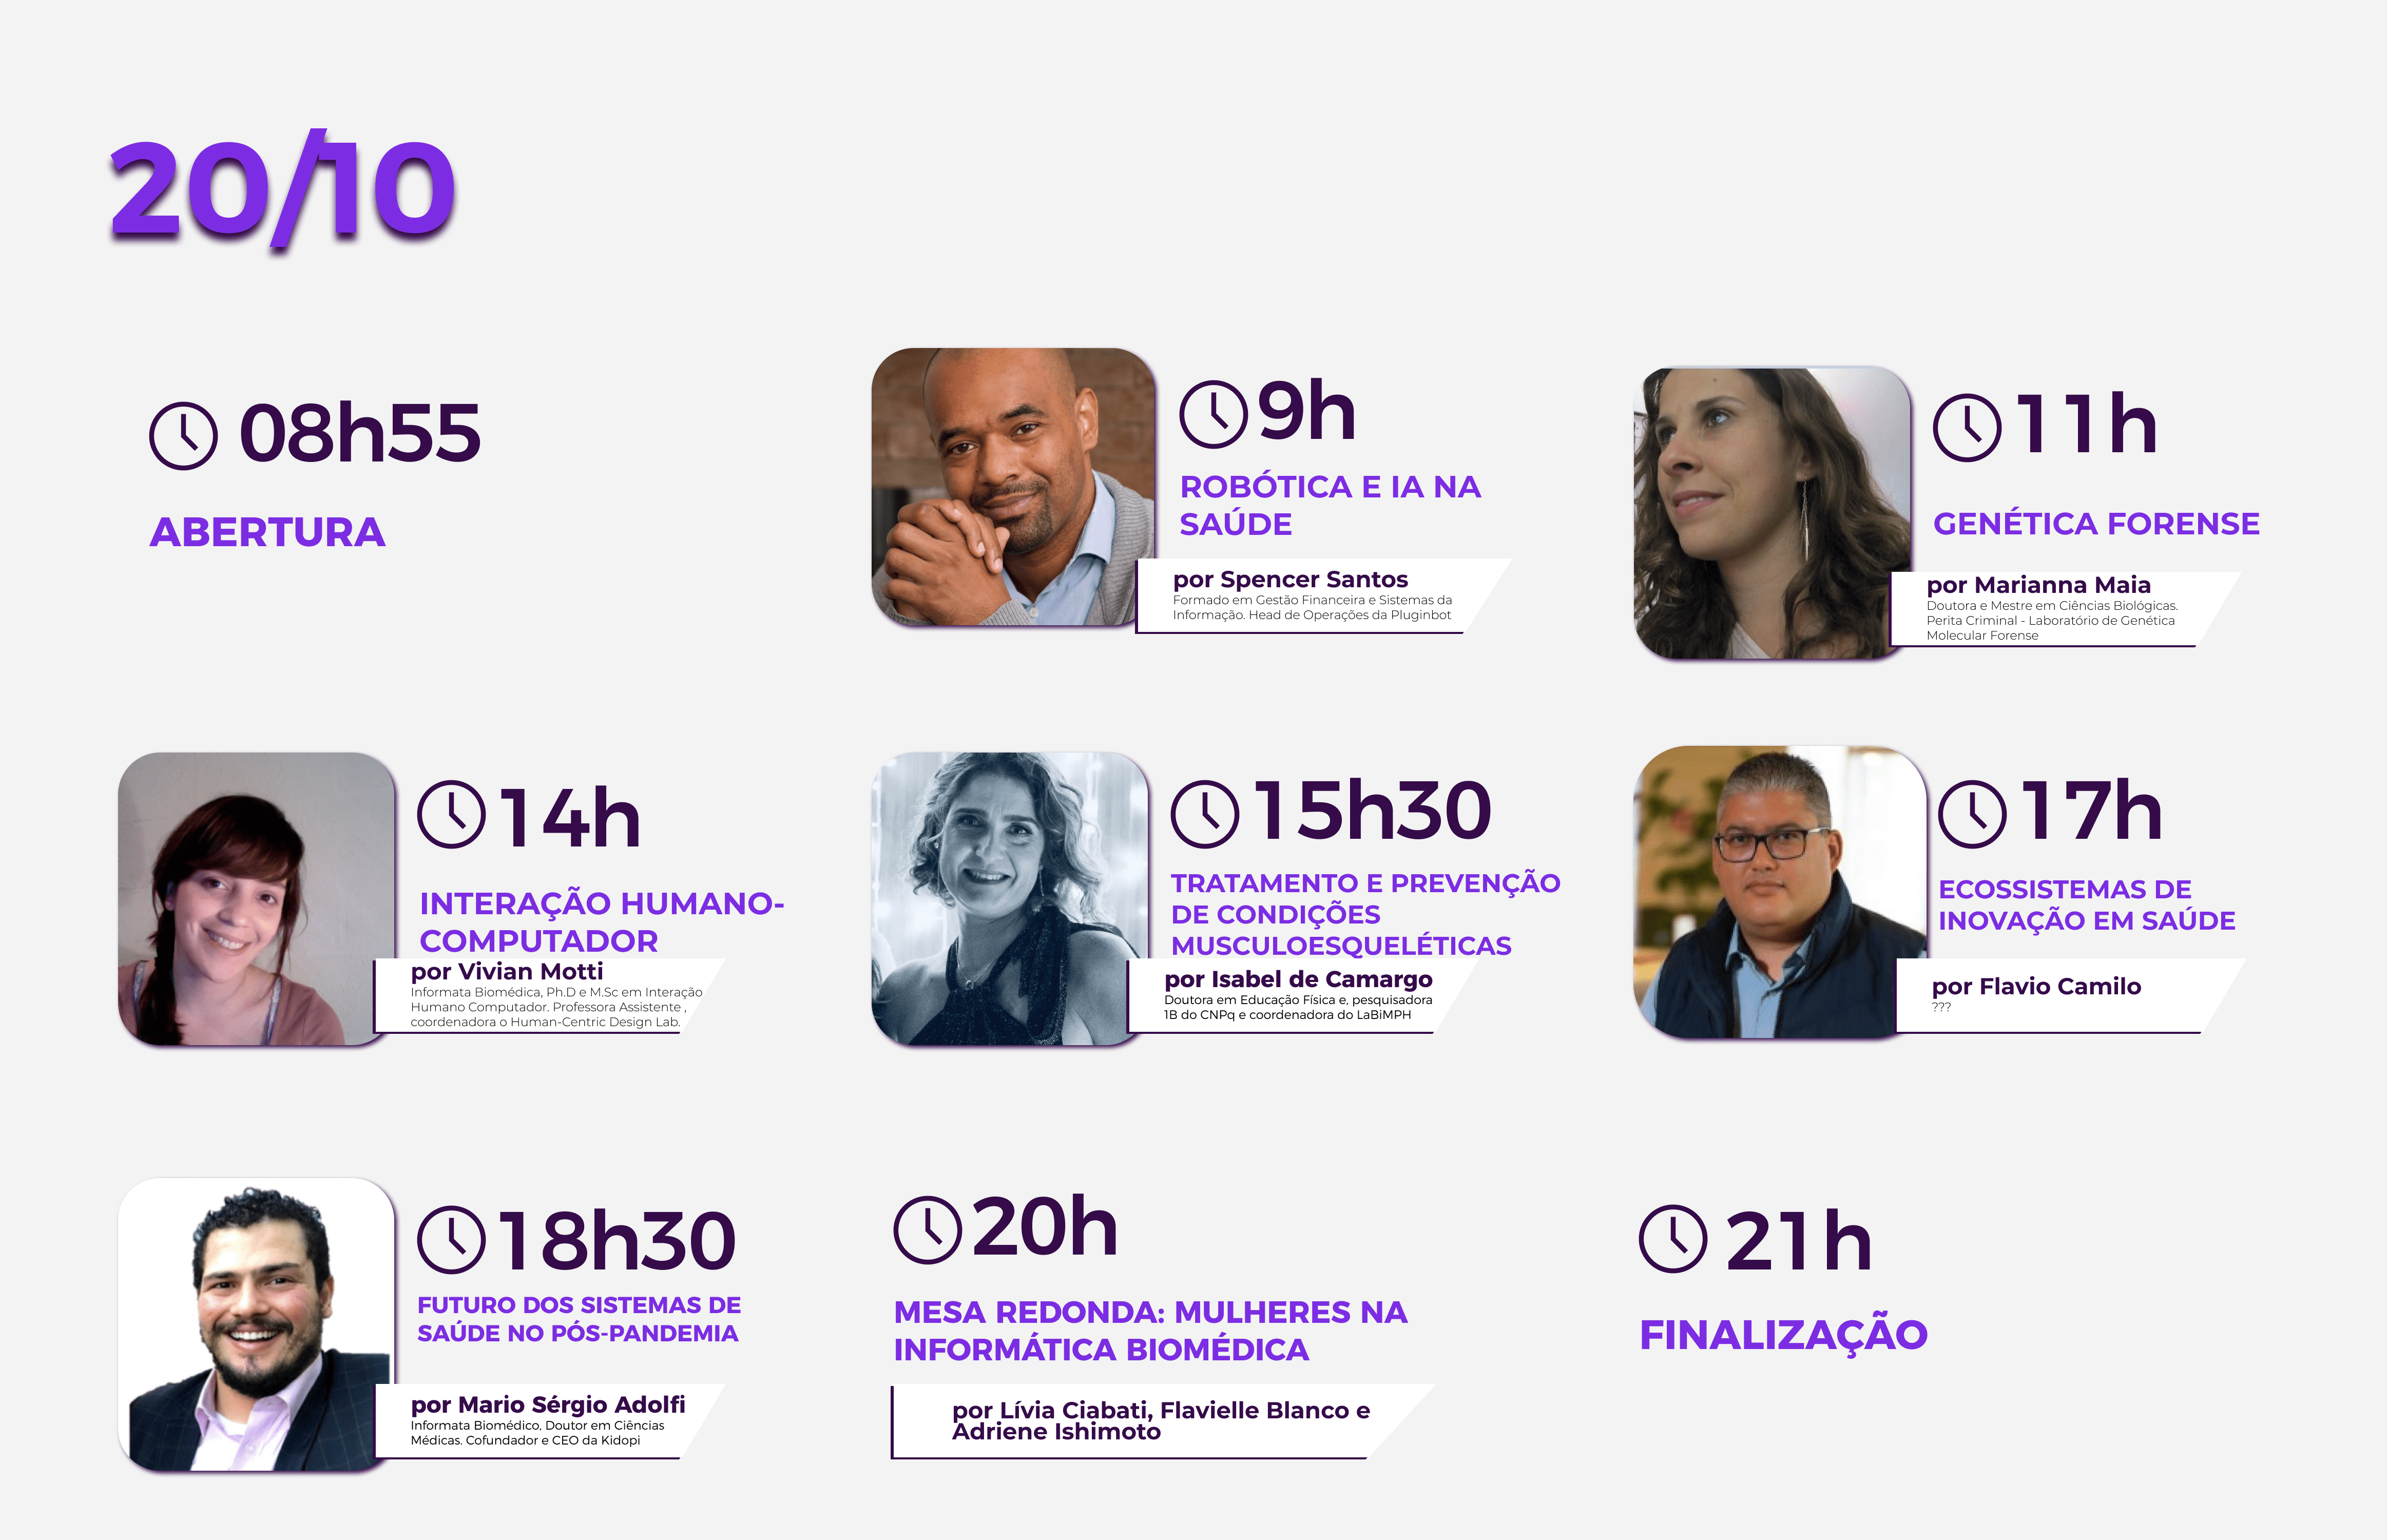 20/10
08h55
ABERTURA
9h
ROBÓTICA E IA NA
SAÚDE
por Spencer Santos
Formado em Gestão Financeira e Sistemas da
Informação. Head de Operações da Pluginbot
11h
GENÉTICA FORENSE
por Marianna Maia
Doutora e Mestre em Ciências Biológicas.
Perita Criminal - Laboratório de Genética
Molecular Forense
14h
INTERAÇÃO HUMANO-
COMPUTADOR
por Vivian Motti
Informata Biomédica, Ph.D e M.Sc em Interação
Humano Computador. Professora Assistente ,
coordenadora o Human-Centric Design Lab.
15h30
TRATAMENTO E PREVENÇÃO
DE CONDIÇÕES
MUSCULOESQUELÉTICAS
por Isabel de Camargo
Doutora em Educação Física e, pesquisadora
1B do CNPq e coordenadora do LaBiMPH
17h
ECOSSISTEMAS DE
INOVAÇÃO EM SAÚDE
por Flavio Camilo
???
18h30
FUTURO DOS SISTEMAS DE
SAÚDE NO PÓS-PANDEMIA
por Mario Sérgio Adolfi
Informata Biomédico, Doutor em Ciências
Médicas. Cofundador e CEO da Kidopi
20h
MESA REDONDA: MULHERES NA
INFORMÁTICA BIOMÉDICA
por Lívia Ciabati, Flavielle Blanco e
Adriene Ishimoto
21h
FINALIZAÇÃO